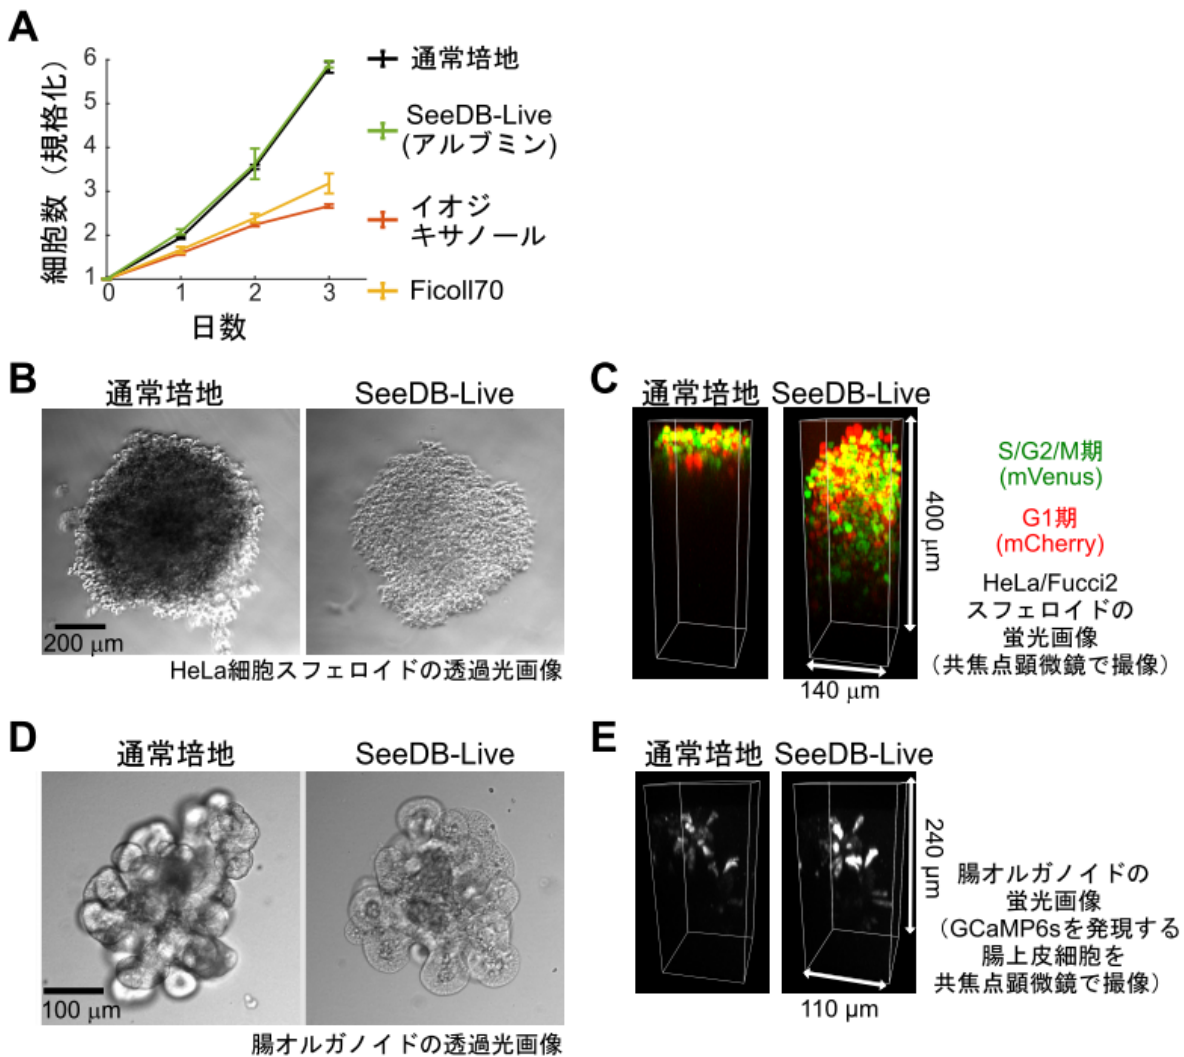 A
細胞数（規格化）
6
5
4
3
2
1
0
1
2
3
日数
通常培地
SeeDB-Live
(アルブミン)
イオジ
キサノール
Ficoll70
B
通常培地
SeeDB-Live
200 μm
HeLa細胞スフェロイドの透過光画像
C
通常培地
SeeDB-Live
400 μm
140 μm
S/G2/M期
(mVenus)
G1期
(mCherry)
HeLa/Fucci2
スフェロイドの
蛍光画像
（共焦点顕微鏡で撮像）
D
通常培地
SeeDB-Live
100 μm
腸オルガノイドの透過光画像
E
通常培地
SeeDB-Live
240 μm
110 μm
腸オルガノイドの
蛍光画像
（GCaMP6sを発現する
腸上皮細胞を
共焦点顕微鏡で撮像）